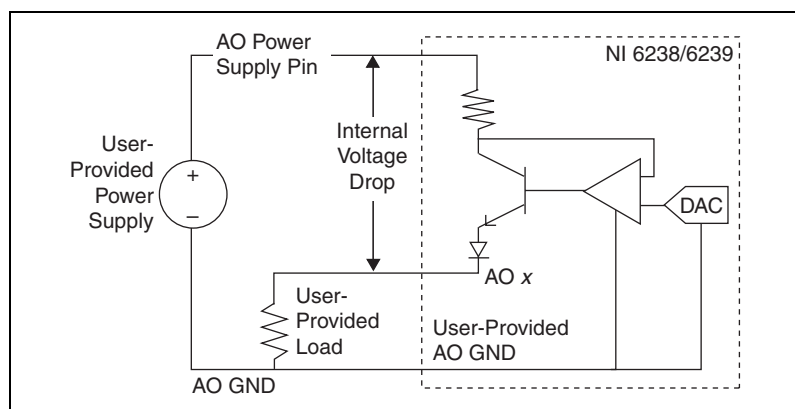 AO Power
Supply Pin
NI 6238/6239
User-
Provided
Power
Supply
+
–
Internal
Voltage
Drop
DAC
AO x
User-
Provided
Load
User-Provided
AO GND
AO GND